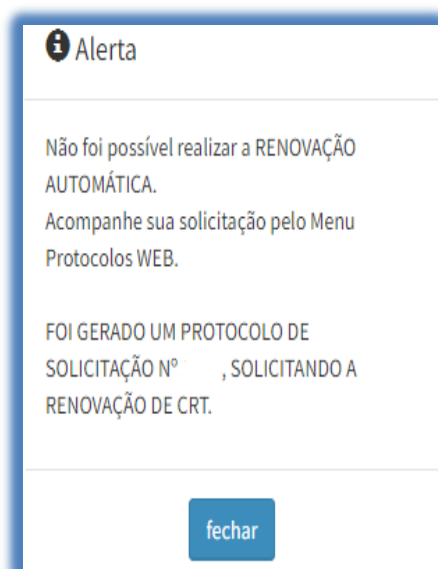 Alerta
Não foi possível realizar a RENOVAÇÃO
AUTOMÁTICA.
Acompanhe sua solicitação pelo Menu
Protocolos WEB.
FOI GERADO UM PROTOCOLO DE
SOLICITAÇÃO Nº , SOLICITANDO A
RENOVAÇÃO DE CRT.
fechar